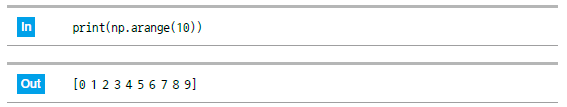 In print(np.arange(10))
Out [0 1 2 3 4 5 6 7 8 9]